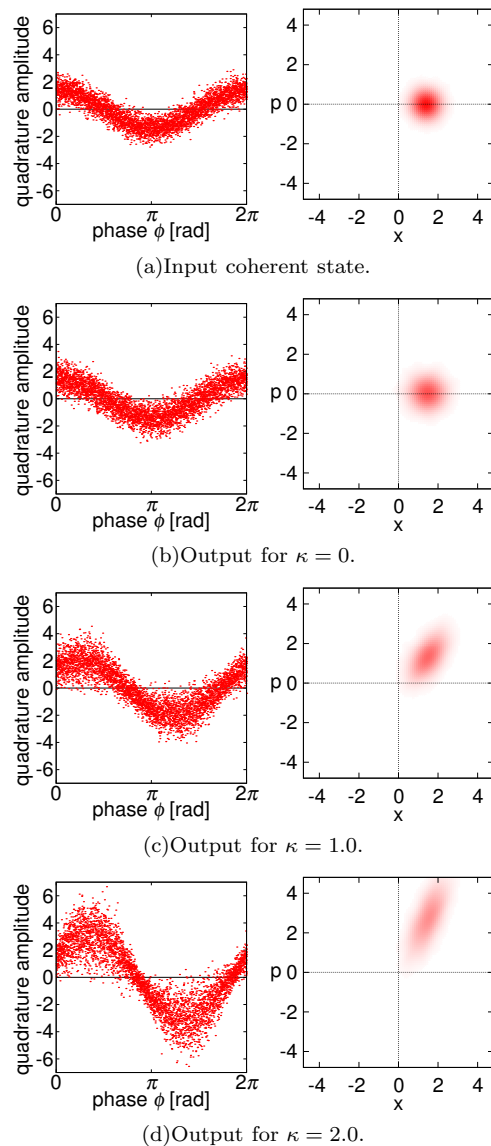 quadrature amplitude
6
4
2
0
-2
-4
-6
0 π 2π
phase ϕ [rad]
4
2
p 0
-2
-4
-4 -2 0 2 4
x
(a)Input coherent state.
quadrature amplitude
6
4
2
0
-2
-4
-6
0 π 2π
phase ϕ [rad]
4
2
p 0
-2
-4
-4 -2 0 2 4
x
(b)Output for κ = 0.
quadrature amplitude
6
4
2
0
-2
-4
-6
0 π 2π
phase ϕ [rad]
4
2
p 0
-2
-4
-4 -2 0 2 4
x
(c)Output for κ = 1.0.
quadrature amplitude
6
4
2
0
-2
-4
-6
0 π 2π
phase ϕ [rad]
4
2
p 0
-2
-4
-4 -2 0 2 4
x
(d)Output for κ = 2.0.